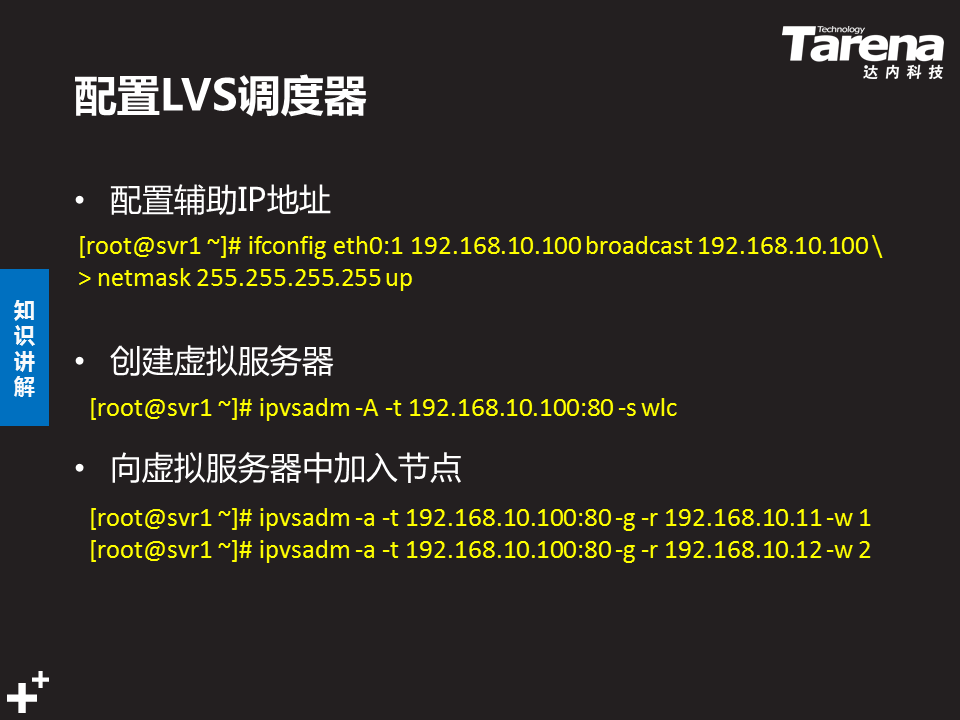 Technology
Tarena
达内科技
配置LVS调度器
• 配置辅助IP地址
[root@svr1 ~]# ifconfig eth0:1 192.168.10.100 broadcast 192.168.10.100 \
> netmask 255.255.255.255 up
知识讲解
• 创建虚拟服务器
[root@svr1 ~]# ipvsadm -A -t 192.168.10.100:80 -s wlc
• 向虚拟服务器中加入节点
[root@svr1 ~]# ipvsadm -a -t 192.168.10.100:80 -g -r 192.168.10.11 -w 1
[root@svr1 ~]# ipvsadm -a -t 192.168.10.100:80 -g -r 192.168.10.12 -w 2